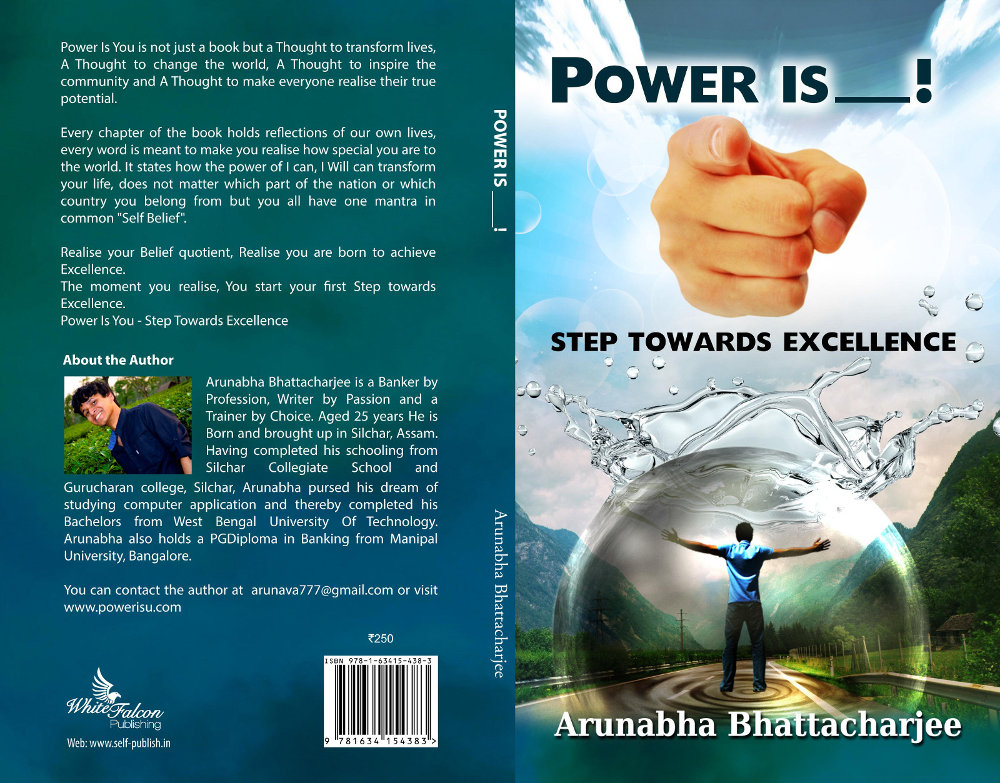 Power Is You is not just a book but a Thought to transform lives,
A Thought to change the world, A Thought to inspire the
community and A Thought to make everyone realise their true
potential.
Every chapter of the book holds reflections of our own lives,
every word is meant to make you realise how special you are to
the world. It states how the power of I can, I Will can transform
your life, does not matter which part of the nation or which
country you belong from but you all have one mantra in
common "Self Belief".
Realise your Belief quotient, Realise you are born to achieve
Excellence.
The moment you realise, You start your first Step towards
Excellence.
Power Is You - Step Towards Excellence
About the Author
Arunabha Bhattacharjee is a Banker by
Profession, Writer by Passion and a
Trainer by Choice. Aged 25 years He is
Born and brought up in Silchar, Assam.
Having completed his schooling from
Silchar Collegiate School and
Gurucharan college, Silchar, Arunabha pursed his dream of
studying computer application and thereby completed his
Bachelors from West Bengal University Of Technology.
Arunabha also holds a PGDiploma in Banking from Manipal
University, Bangalore.
You can contact the author at arunava777@gmail.com or visit
www.powerisu.com
₹250
ISBN 978-1-63415-438-3
9 781634 154383 >
White Falcon
Publishing
Web: www.self-publish.in
POWER IS ___!
Arunabha Bhattacharjee
POWER IS___!
STEP TOWARDS EXCELLENCE
Arunabha Bhattacharjee